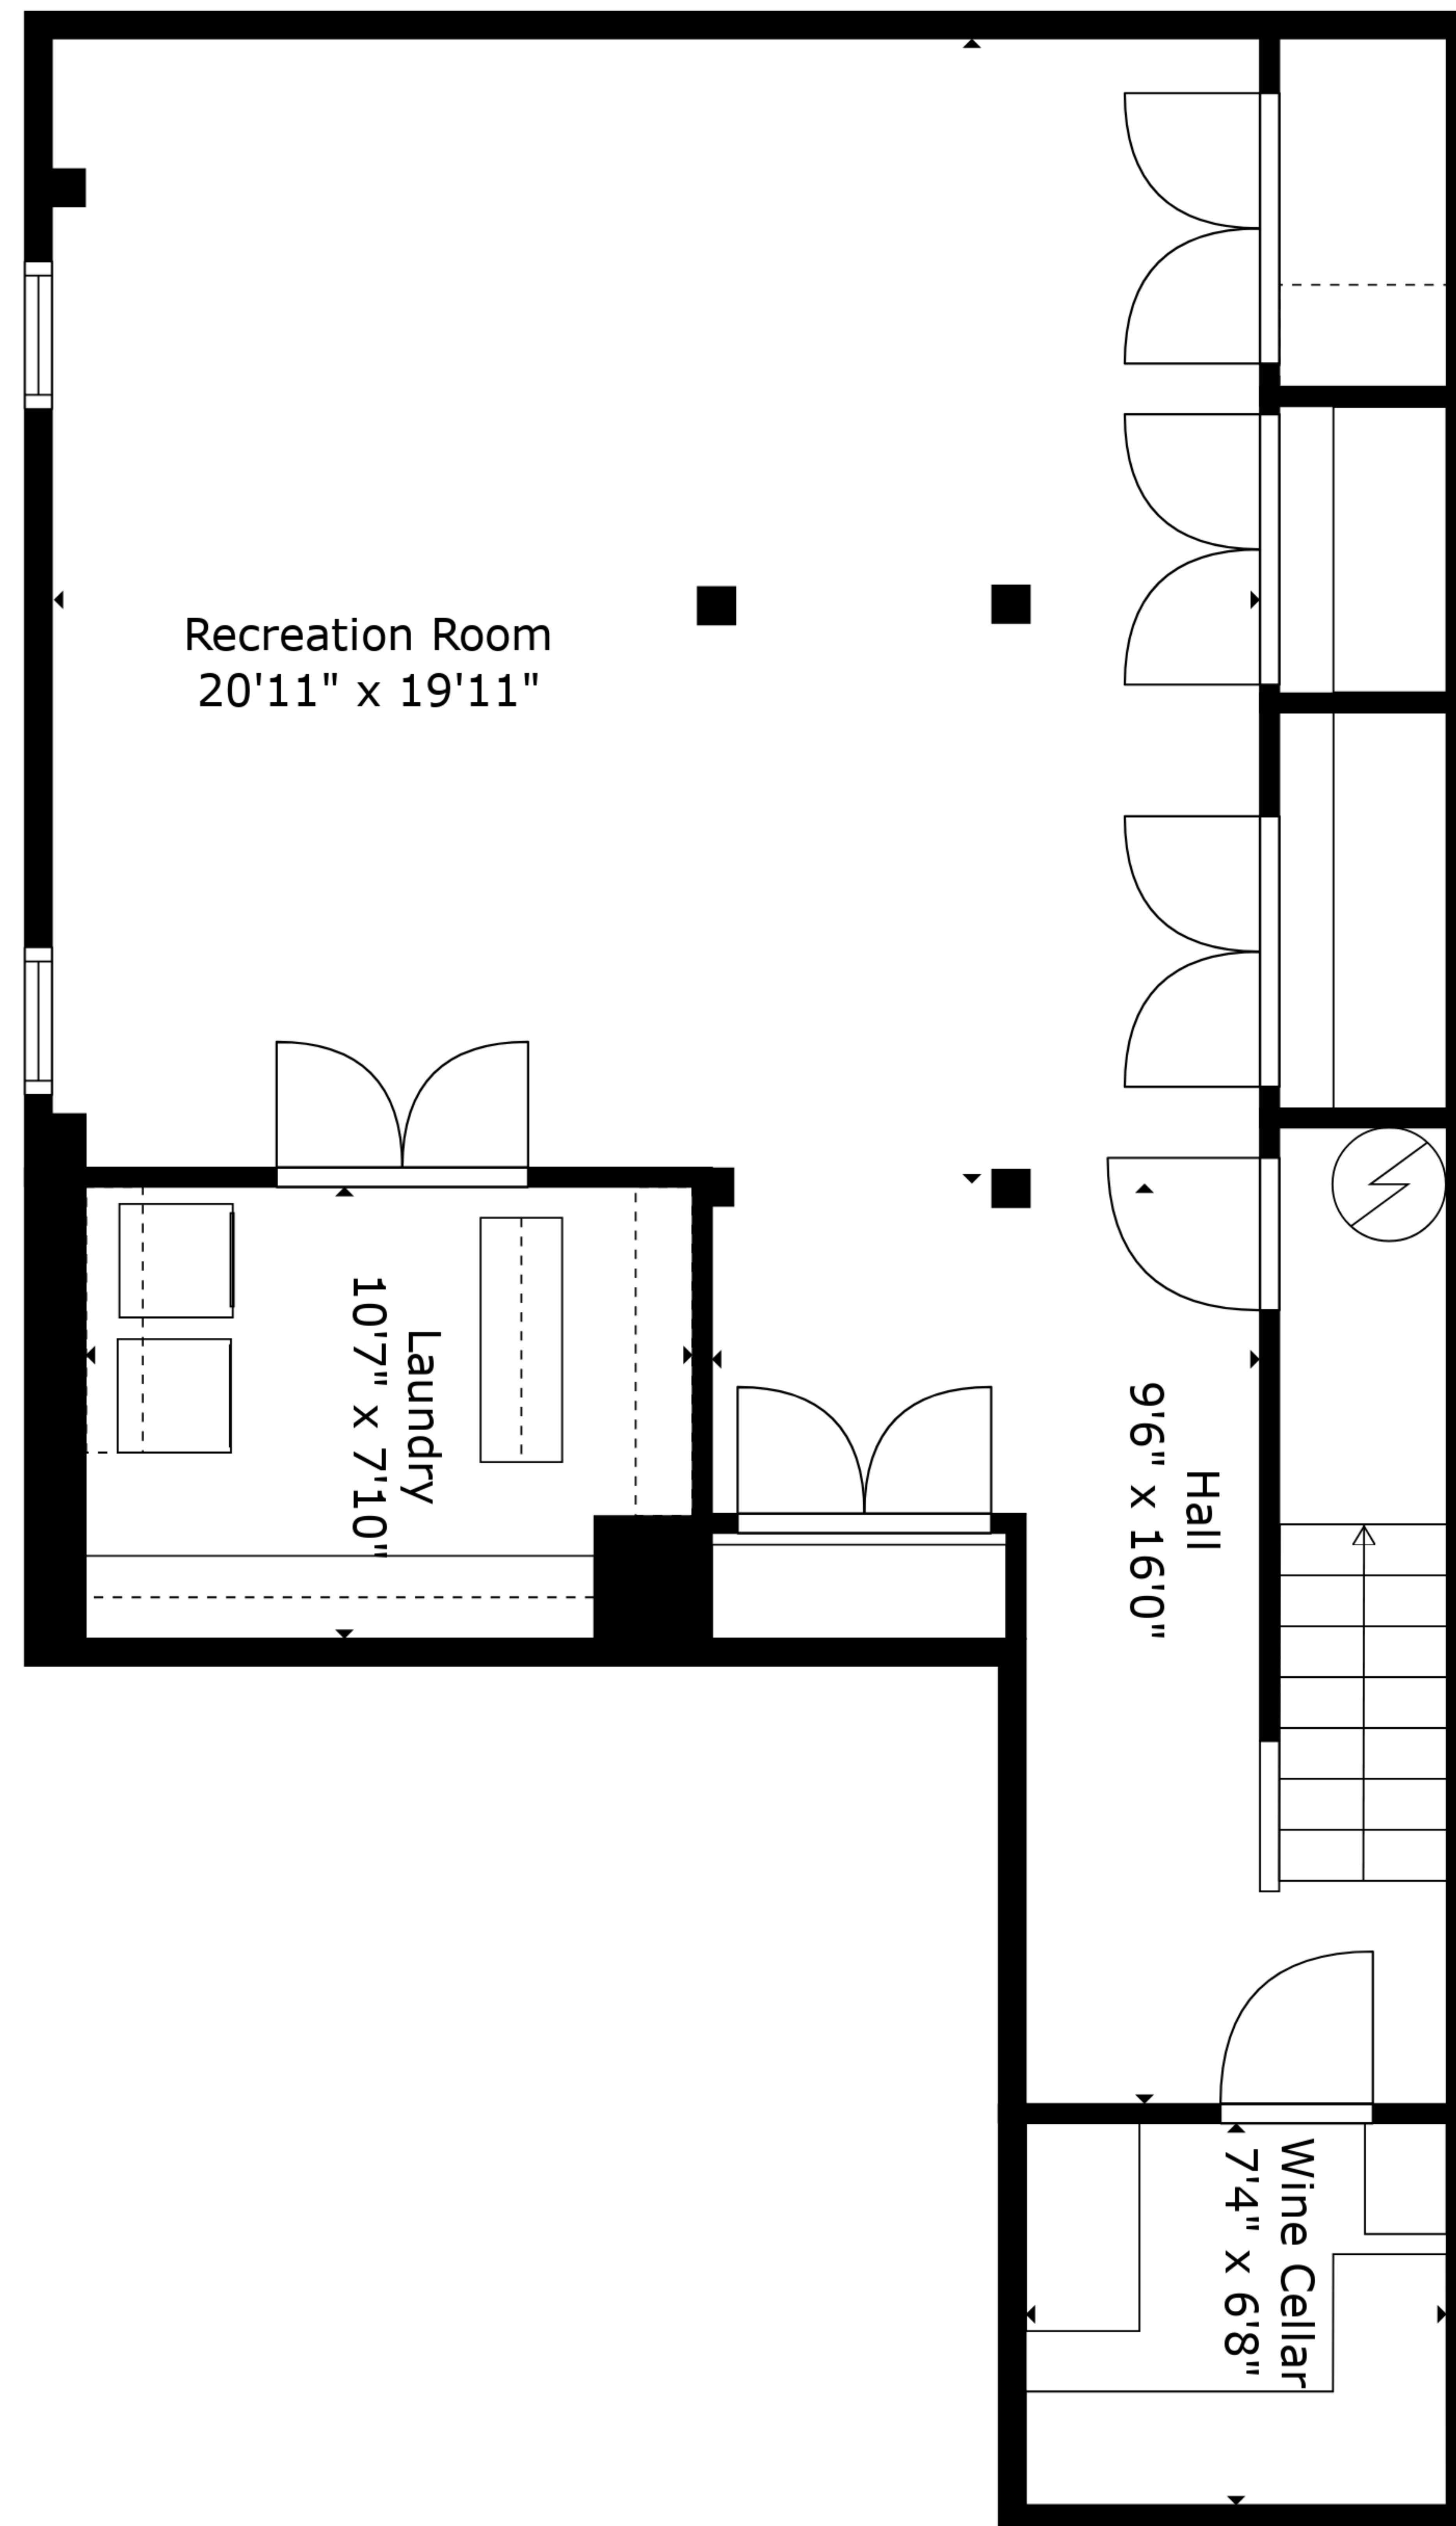 Recreation Room
20'11" x 19'11"
Laundry
10'7" x 7'10"
Hall
9'6" x 16'0"
Wine Cellar
7'4" x 6'8"